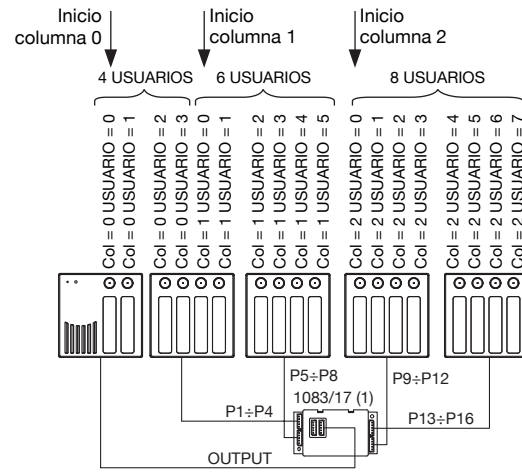 Inicio
columna 0
Inicio
columna 1
Inicio
columna 2
4 USUARIOS
6 USUARIOS
8 USUARIOS
Col = 0 USUARIO = 0
Col = 0 USUARIO = 1
Col = 0 USUARIO = 2
Col = 0 USUARIO = 3
Col = 1 USUARIO = 0
Col = 1 USUARIO = 1
Col = 1 USUARIO = 2
Col = 1 USUARIO = 3
Col = 1 USUARIO = 4
Col = 1 USUARIO = 5
Col = 2 USUARIO = 0
Col = 2 USUARIO = 1
Col = 2 USUARIO = 2
Col = 2 USUARIO = 3
Col = 2 USUARIO = 4
Col = 2 USUARIO = 5
Col = 2 USUARIO = 6
Col = 2 USUARIO = 7
P5÷P8
P9÷P12
1083/17 (1)
P1÷P4
P13÷P16
OUTPUT